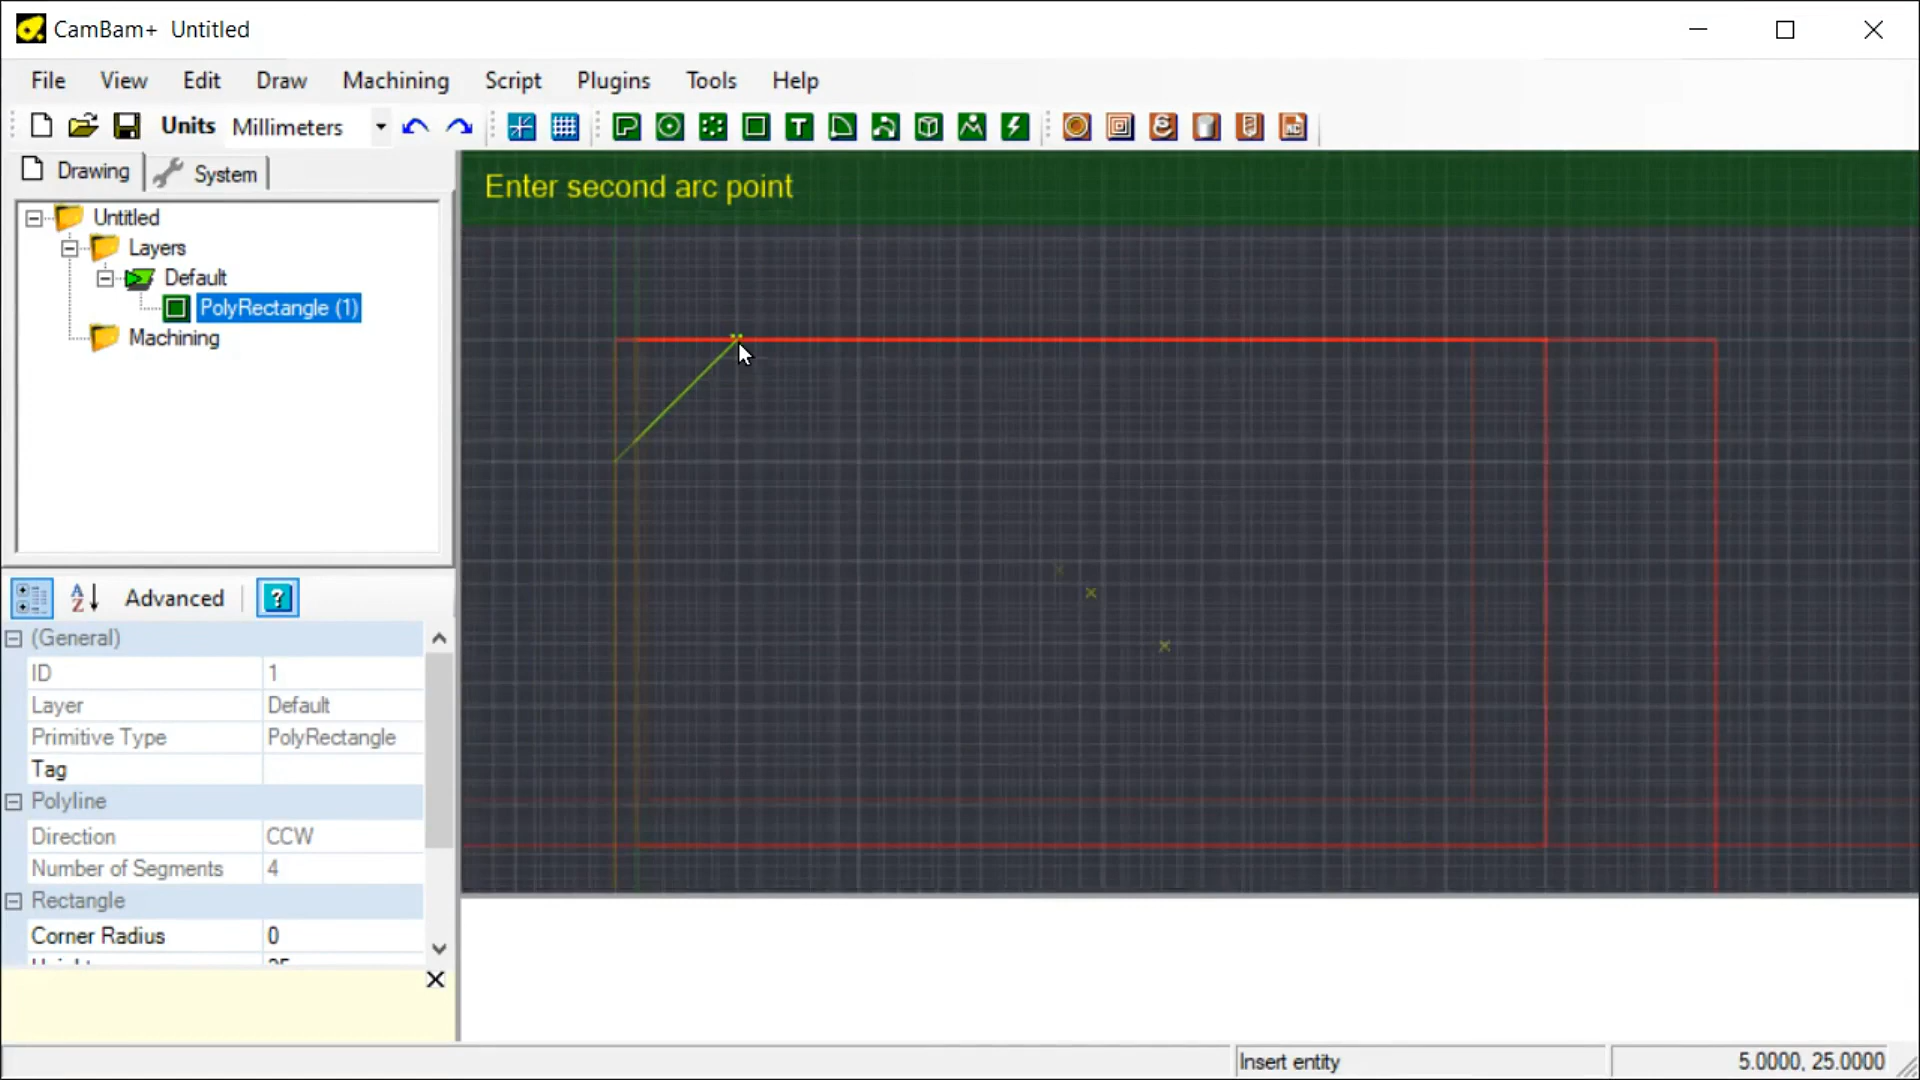 CamBam+ Untitled
File View Edit Draw Machining Script Plugins Tools Help
Units Millimeters
Drawing System
Enter second arc point
Untitled
Layers
Default
PolyRectangle (1)
Machining
Advanced
(General)
ID 1
Layer Default
Primitive Type PolyRectangle
Tag
Polyline
Direction CCW
Number of Segments 4
Rectangle
Corner Radius 0
Insert entity 5.0000, 25.0000